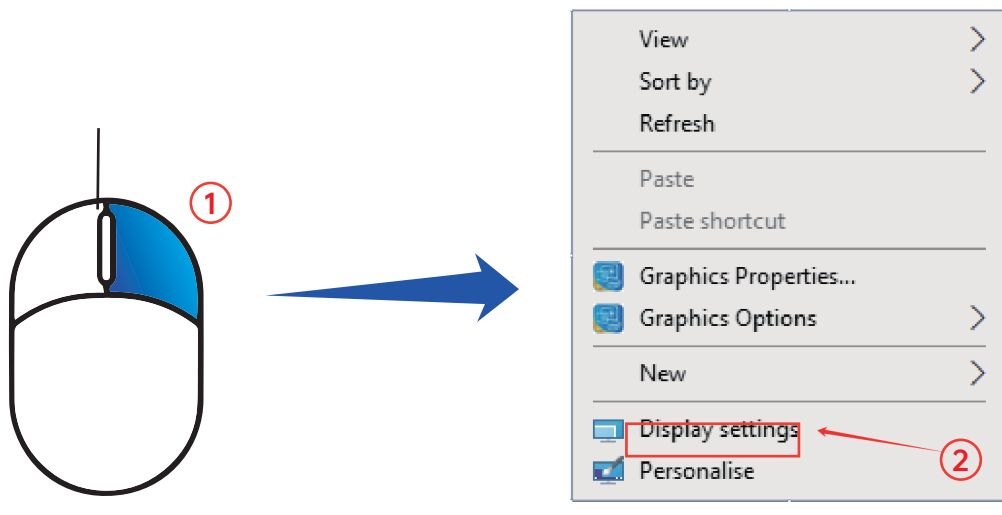 View
Sort by
Refresh
Paste
Paste shortcut
Graphics Properties...
Graphics Options
New
Display settings
Personalise
1
2